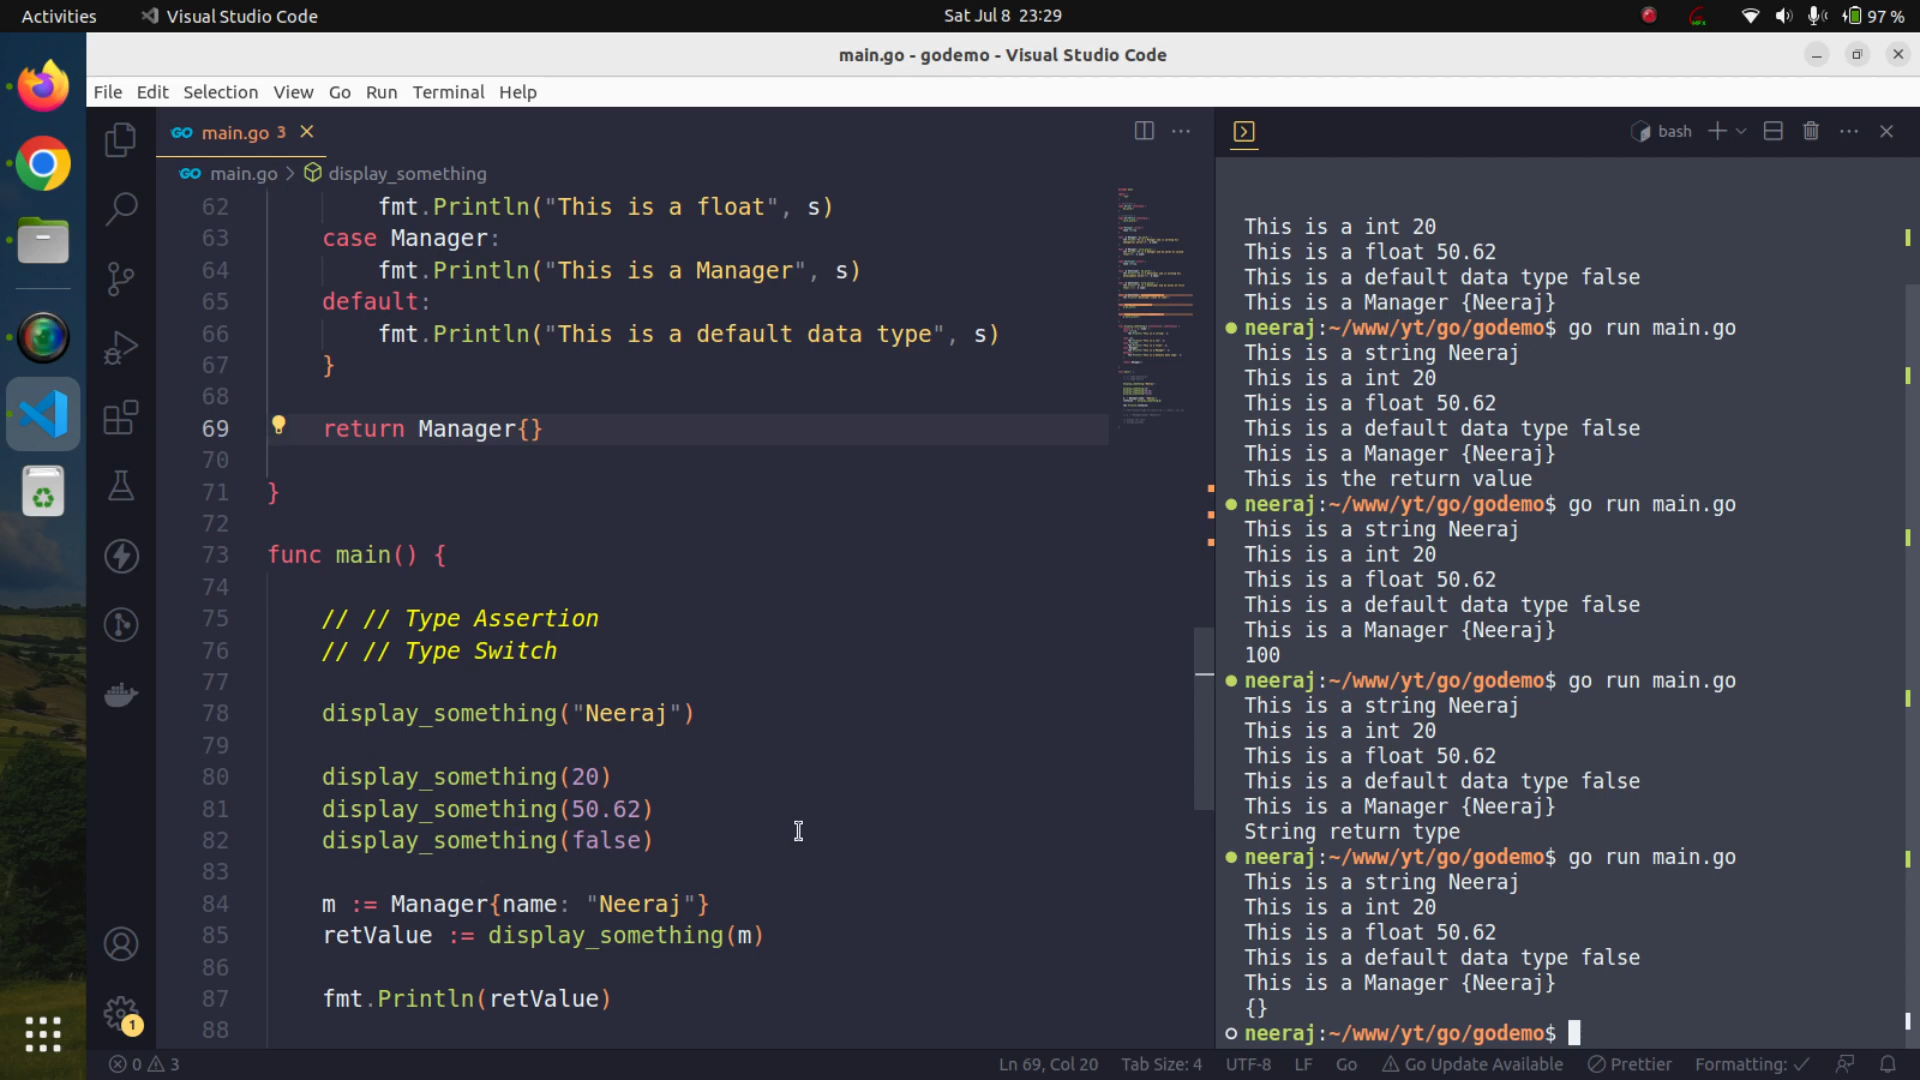 Activities
Visual Studio Code
Sat Jul 8 23:29
97 %
main.go - godemo - Visual Studio Code
File Edit Selection View Go Run Terminal Help
GO main.go 3
GO main.go > display_something
62 fmt.Println("This is a float", s)
63 case Manager:
64 fmt.Println("This is a Manager", s)
65 default:
66 fmt.Println("This is a default data type", s)
67 }
68
69 return Manager{}
70
71 }
72
73 func main() {
74
75 // // Type Assertion
76 // // Type Switch
77
78 display_something("Neeraj")
79
80 display_something(20)
81 display_something(50.62)
82 display_something(false)
83
84 m := Manager{name: "Neeraj"}
85 retValue := display_something(m)
86
87 fmt.Println(retValue)
88
bash
This is a int 20
This is a float 50.62
This is a default data type false
This is a Manager {Neeraj}
neeraj:~/www/yt/go/godemo$ go run main.go
This is a string Neeraj
This is a int 20
This is a float 50.62
This is a default data type false
This is a Manager {Neeraj}
This is the return value
neeraj:~/www/yt/go/godemo$ go run main.go
This is a string Neeraj
This is a int 20
This is a float 50.62
This is a default data type false
This is a Manager {Neeraj}
100
neeraj:~/www/yt/go/godemo$ go run main.go
This is a string Neeraj
This is a int 20
This is a float 50.62
This is a default data type false
This is a Manager {Neeraj}
String return type
neeraj:~/www/yt/go/godemo$ go run main.go
This is a string Neeraj
This is a int 20
This is a float 50.62
This is a default data type false
This is a Manager {Neeraj}
{}
neeraj:~/www/yt/go/godemo$
1
0 3
Ln 69, Col 20 Tab Size: 4 UTF-8 LF Go Go Update Available Prettier Formatting: ✓